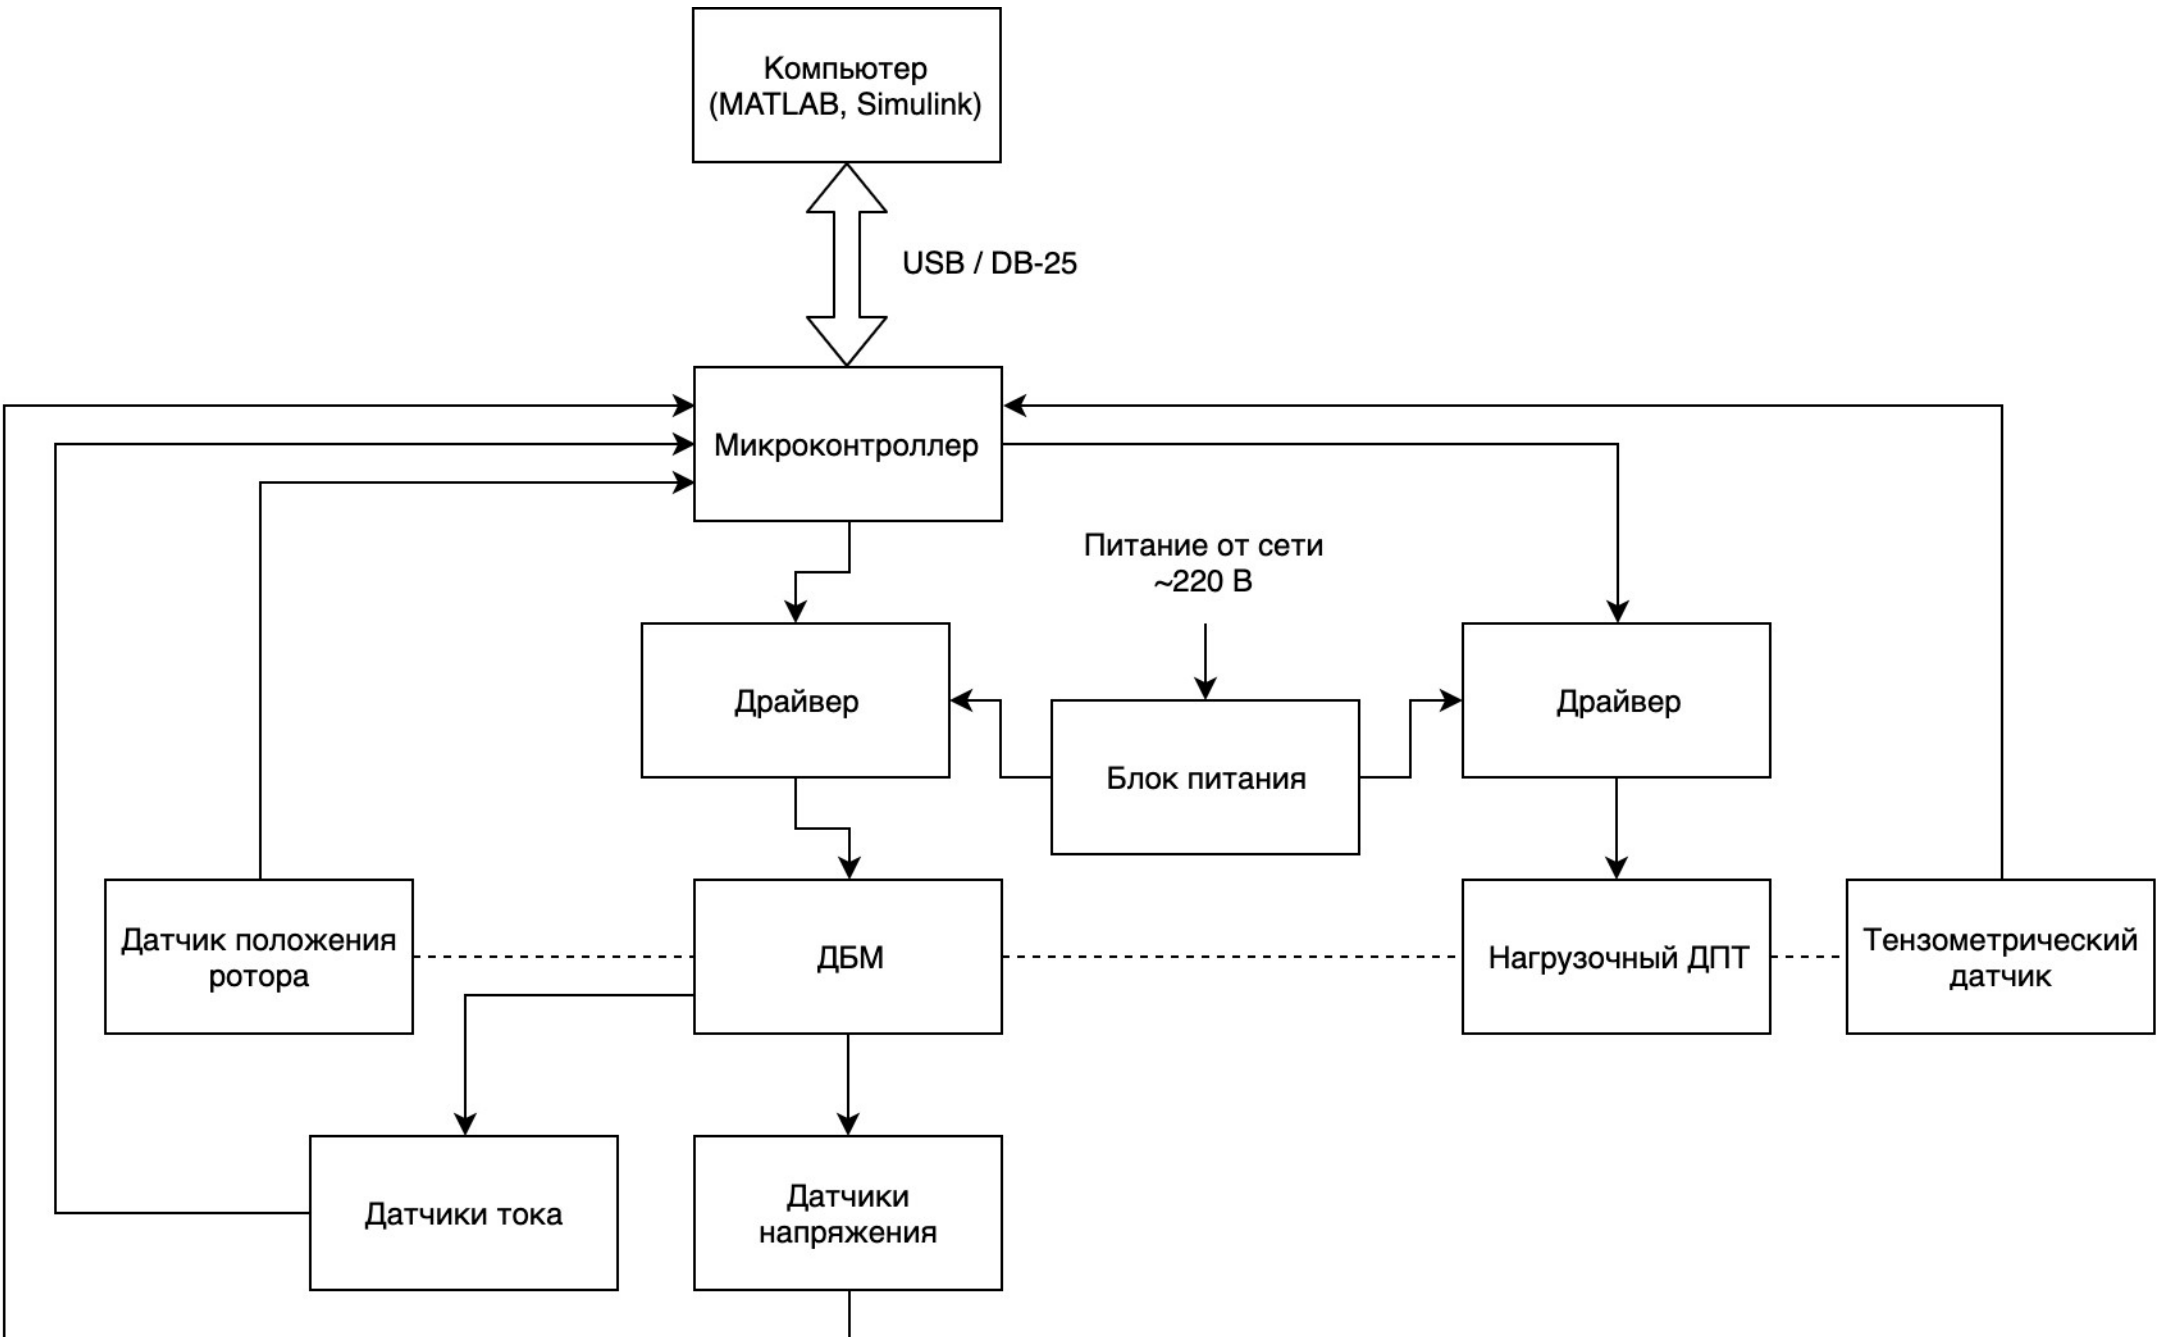 Компьютер
(MATLAB, Simulink)
USB / DB-25
Микроконтроллер
Питание от сети
~220 В
Драйвер
Блок питания
Драйвер
Датчик положения
ротора
ДБМ
Нагрузочный ДПТ
Тензометрический
датчик
Датчики тока
Датчики
напряжения